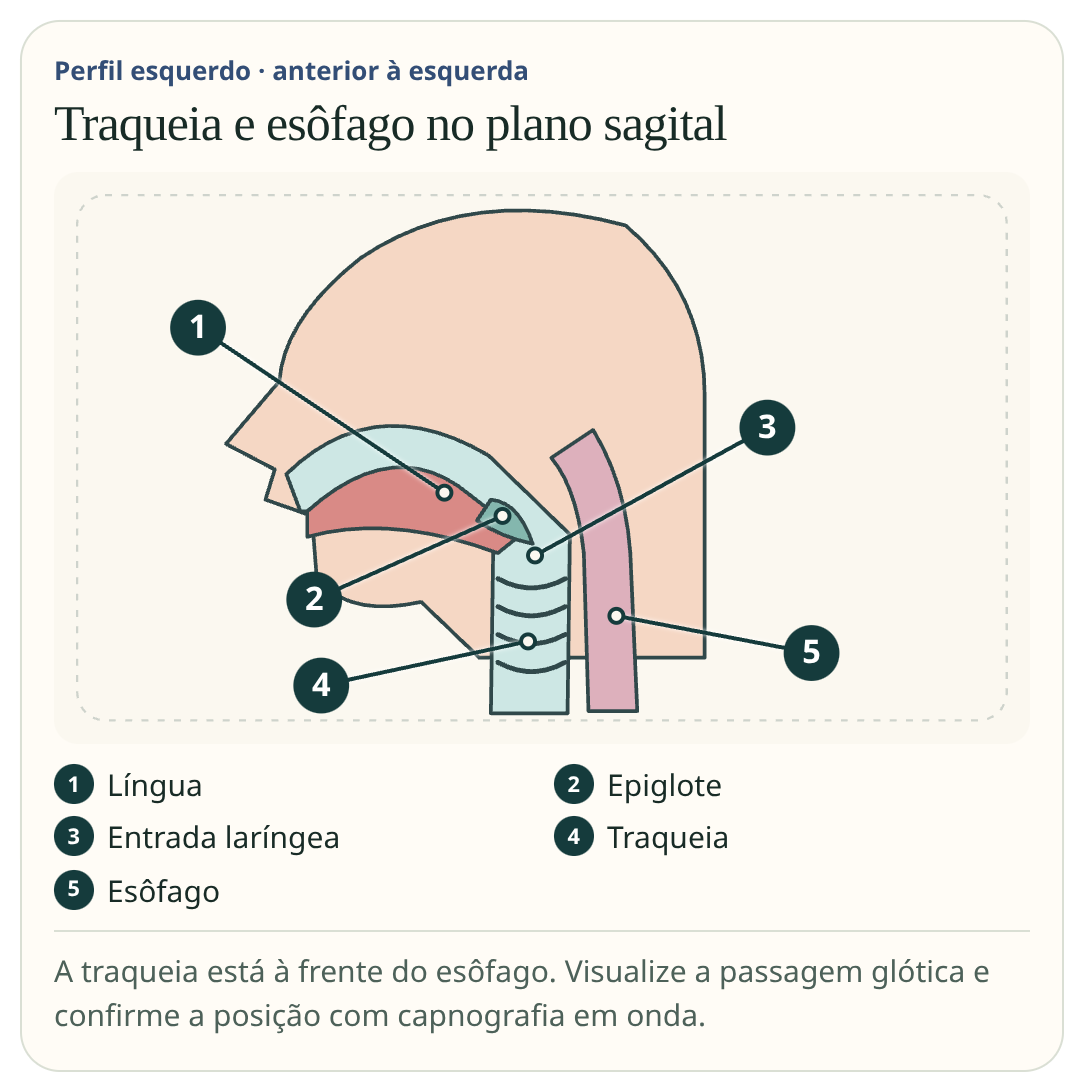 Perfil esquerdo · anterior à esquerda
Traqueia e esôfago no plano sagital
1
3
2
4
5
1 Língua
2 Epiglote
3 Entrada laríngea
4 Traqueia
5 Esôfago
A traqueia está à frente do esôfago. Visualize a passagem glótica e
confirme a posição com capnografia em onda.